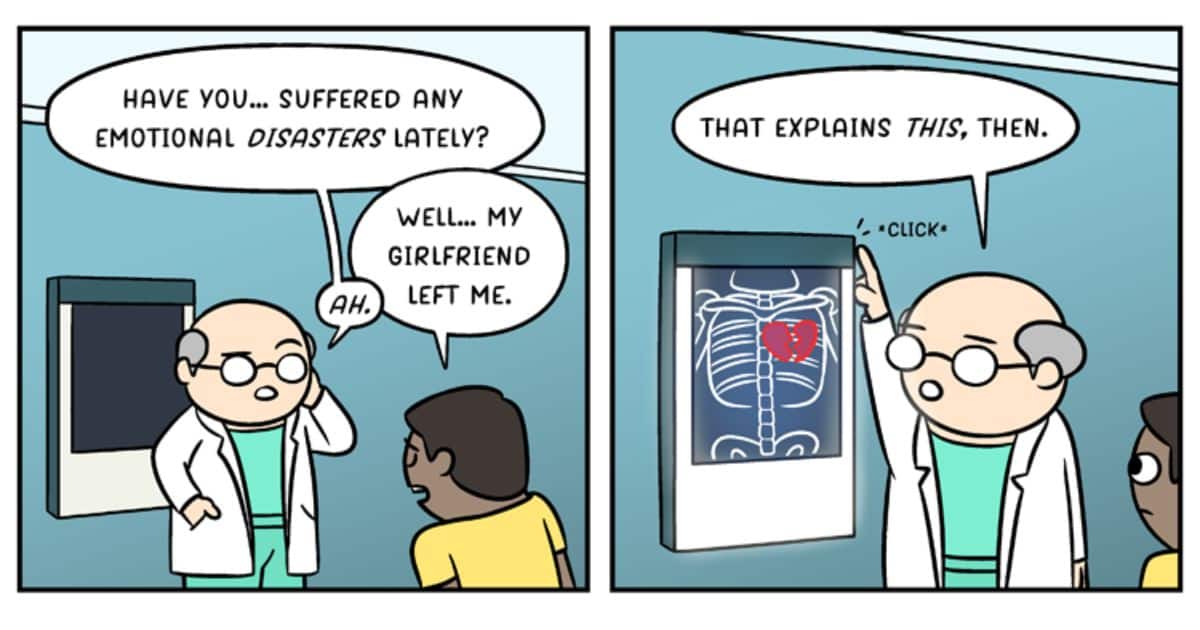 HAVE YOU... SUFFERED ANY
EMOTIONAL DISASTERS LATELY?
WELL... MY
GIRLFRIEND
LEFT ME.
AH.
THAT EXPLAINS THIS, THEN.
*CLICK*